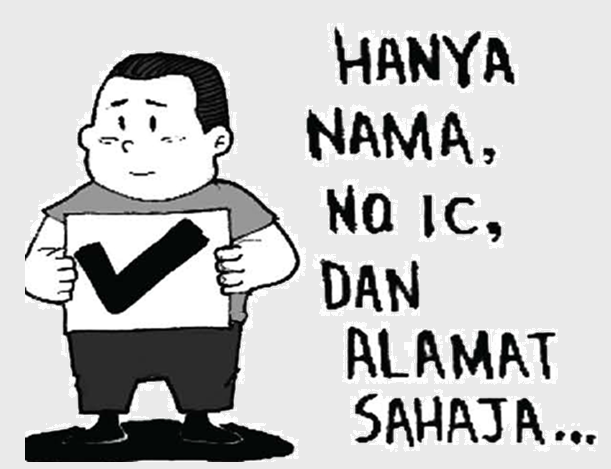 HANYA
NAMA,
NO IC,
DAN
ALAMAT
SAHAJA...